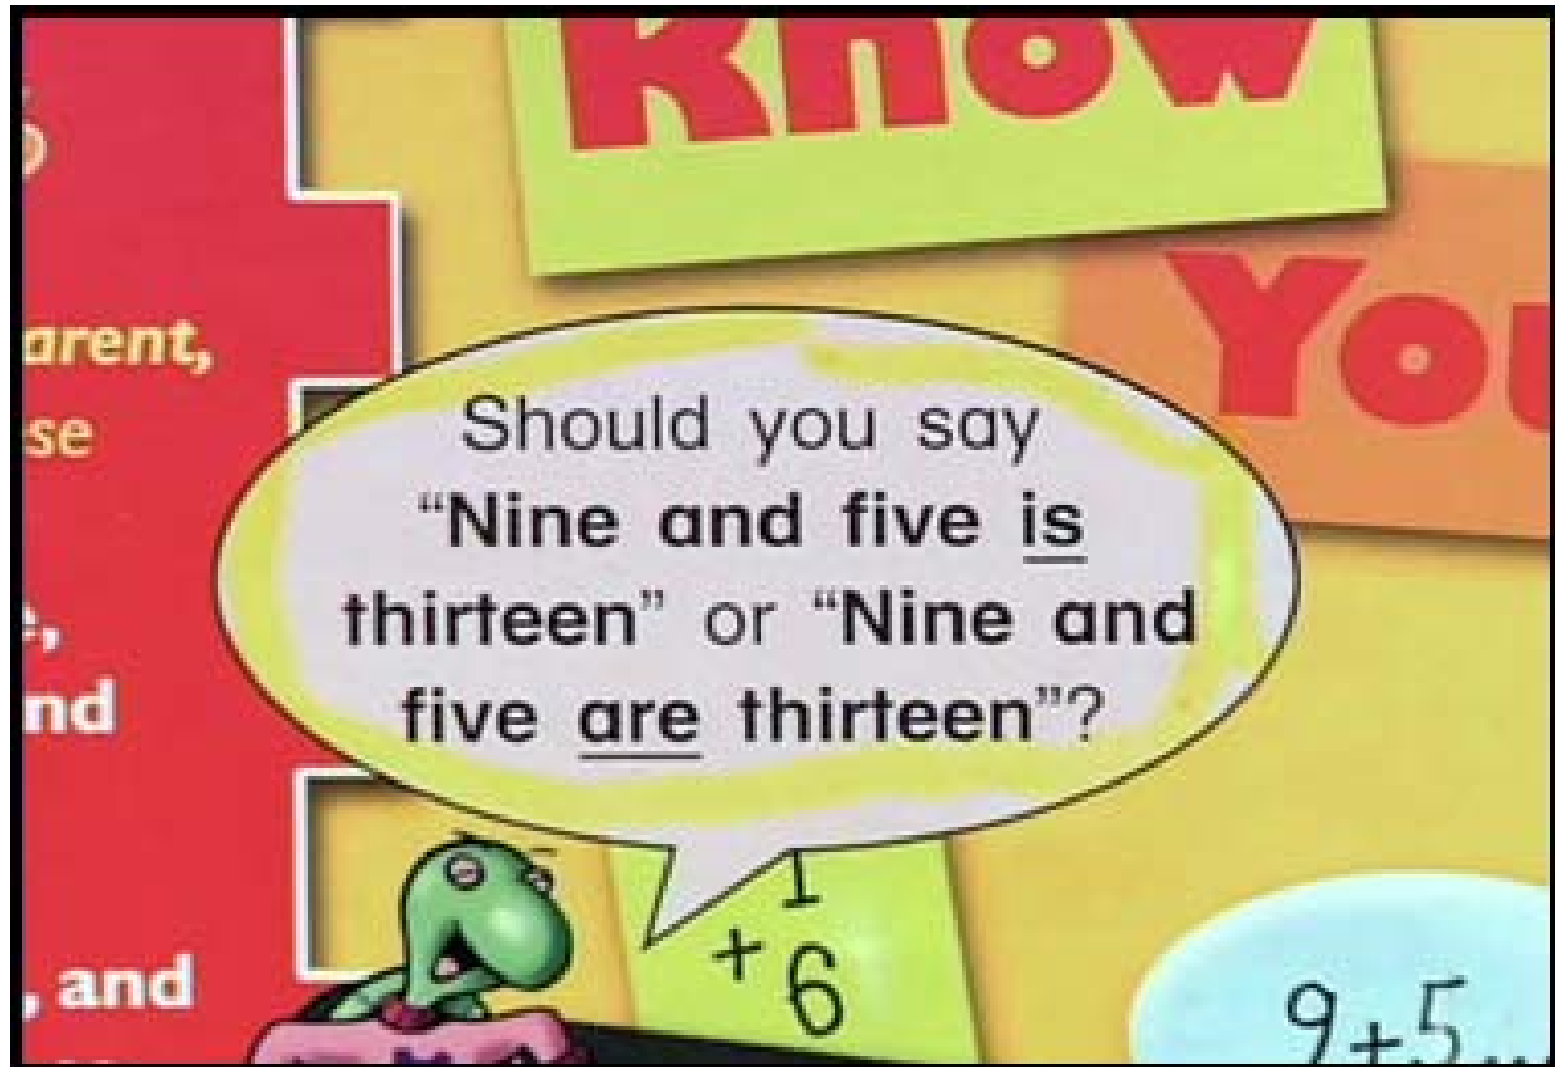 Know
You
arent,
se
Should you say
“Nine and five is
thirteen” or “Nine and
five are thirteen”?
nd
, and
1
+ 6
9+5...